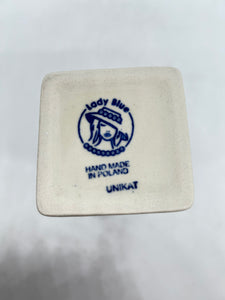 Lady Blue
HAND MADE
IN POLAND
UNIKAT